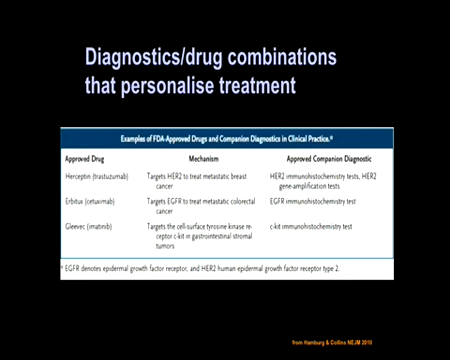 Diagnostics/drug combinations
that personalise treatment
Examples of FDA-Approved Drugs and Companion Diagnostics in Clinical Practice.*
Approved Drug Mechanism Approved Companion Diagnostic
Herceptin (trastuzumab) Targets HER2 to treat metastatic breast HER2 immunohistochemistry tests, HER2
cancer gene-amplification tests
Erbitux (cetuximab) Targets EGFR to treat metastatic colorectal EGFR immunohistochemistry test
cancer
Gleevec (imatinib) Targets the cell-surface tyrosine kinase re- c-kit immunohistochemistry test
ceptor c-kit in gastrointestinal stromal
tumors
* EGFR denotes epidermal growth factor receptor, and HER2 human epidermal growth factor receptor type 2.
from Hamburg & Collins NEJM 2010